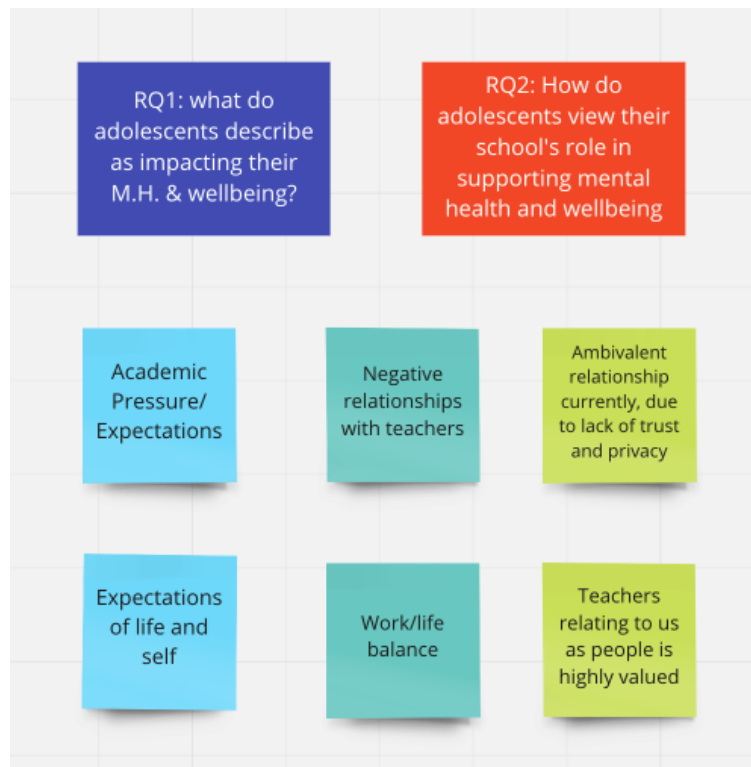 RQ1: what do
adolescents describe
as impacting their
M.H. & wellbeing?
RQ2: How do
adolescents view their
school's role in
supporting mental
health and wellbeing
Academic
Pressure/
Expectations
Negative
relationships
with teachers
Ambivalent
relationship
currently, due
to lack of trust
and privacy
Expectations
of life and
self
Work/life
balance
Teachers
relating to us
as people is
highly valued